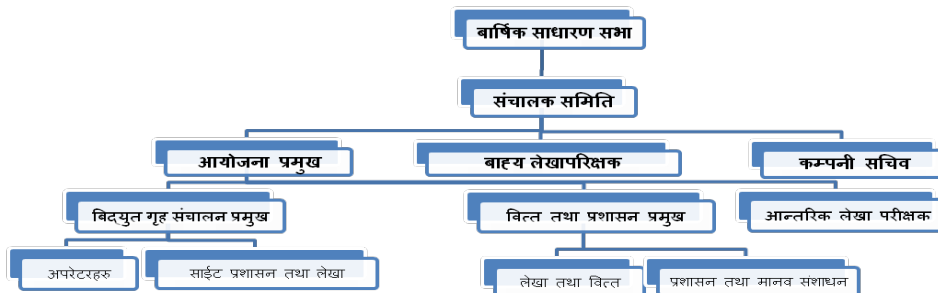 बार्षिक साधारण सभा
संचालक समिति
आयोजना प्रमुख
बाह्य लेखापरिक्षक
कम्पनी सचिव
बिद्युत गृह संचालन प्रमुख
वित्त तथा प्रशासन प्रमुख
आन्तरिक लेखा परीक्षक
अपरेटरहरु
साईट प्रशासन तथा लेखा
लेखा तथा वित्त
प्रशासन तथा मानव संशाधन